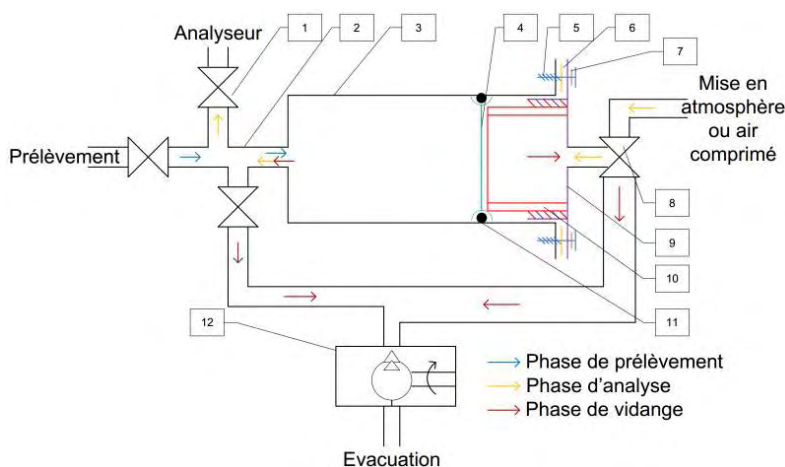 Analyseur
1
2
3
4
5
6
7
Mise en
atmosphère
ou air
comprimé
Prélèvement
8
9
10
11
12
Phase de prélèvement
Phase d'analyse
Phase de vidange
Evacuation